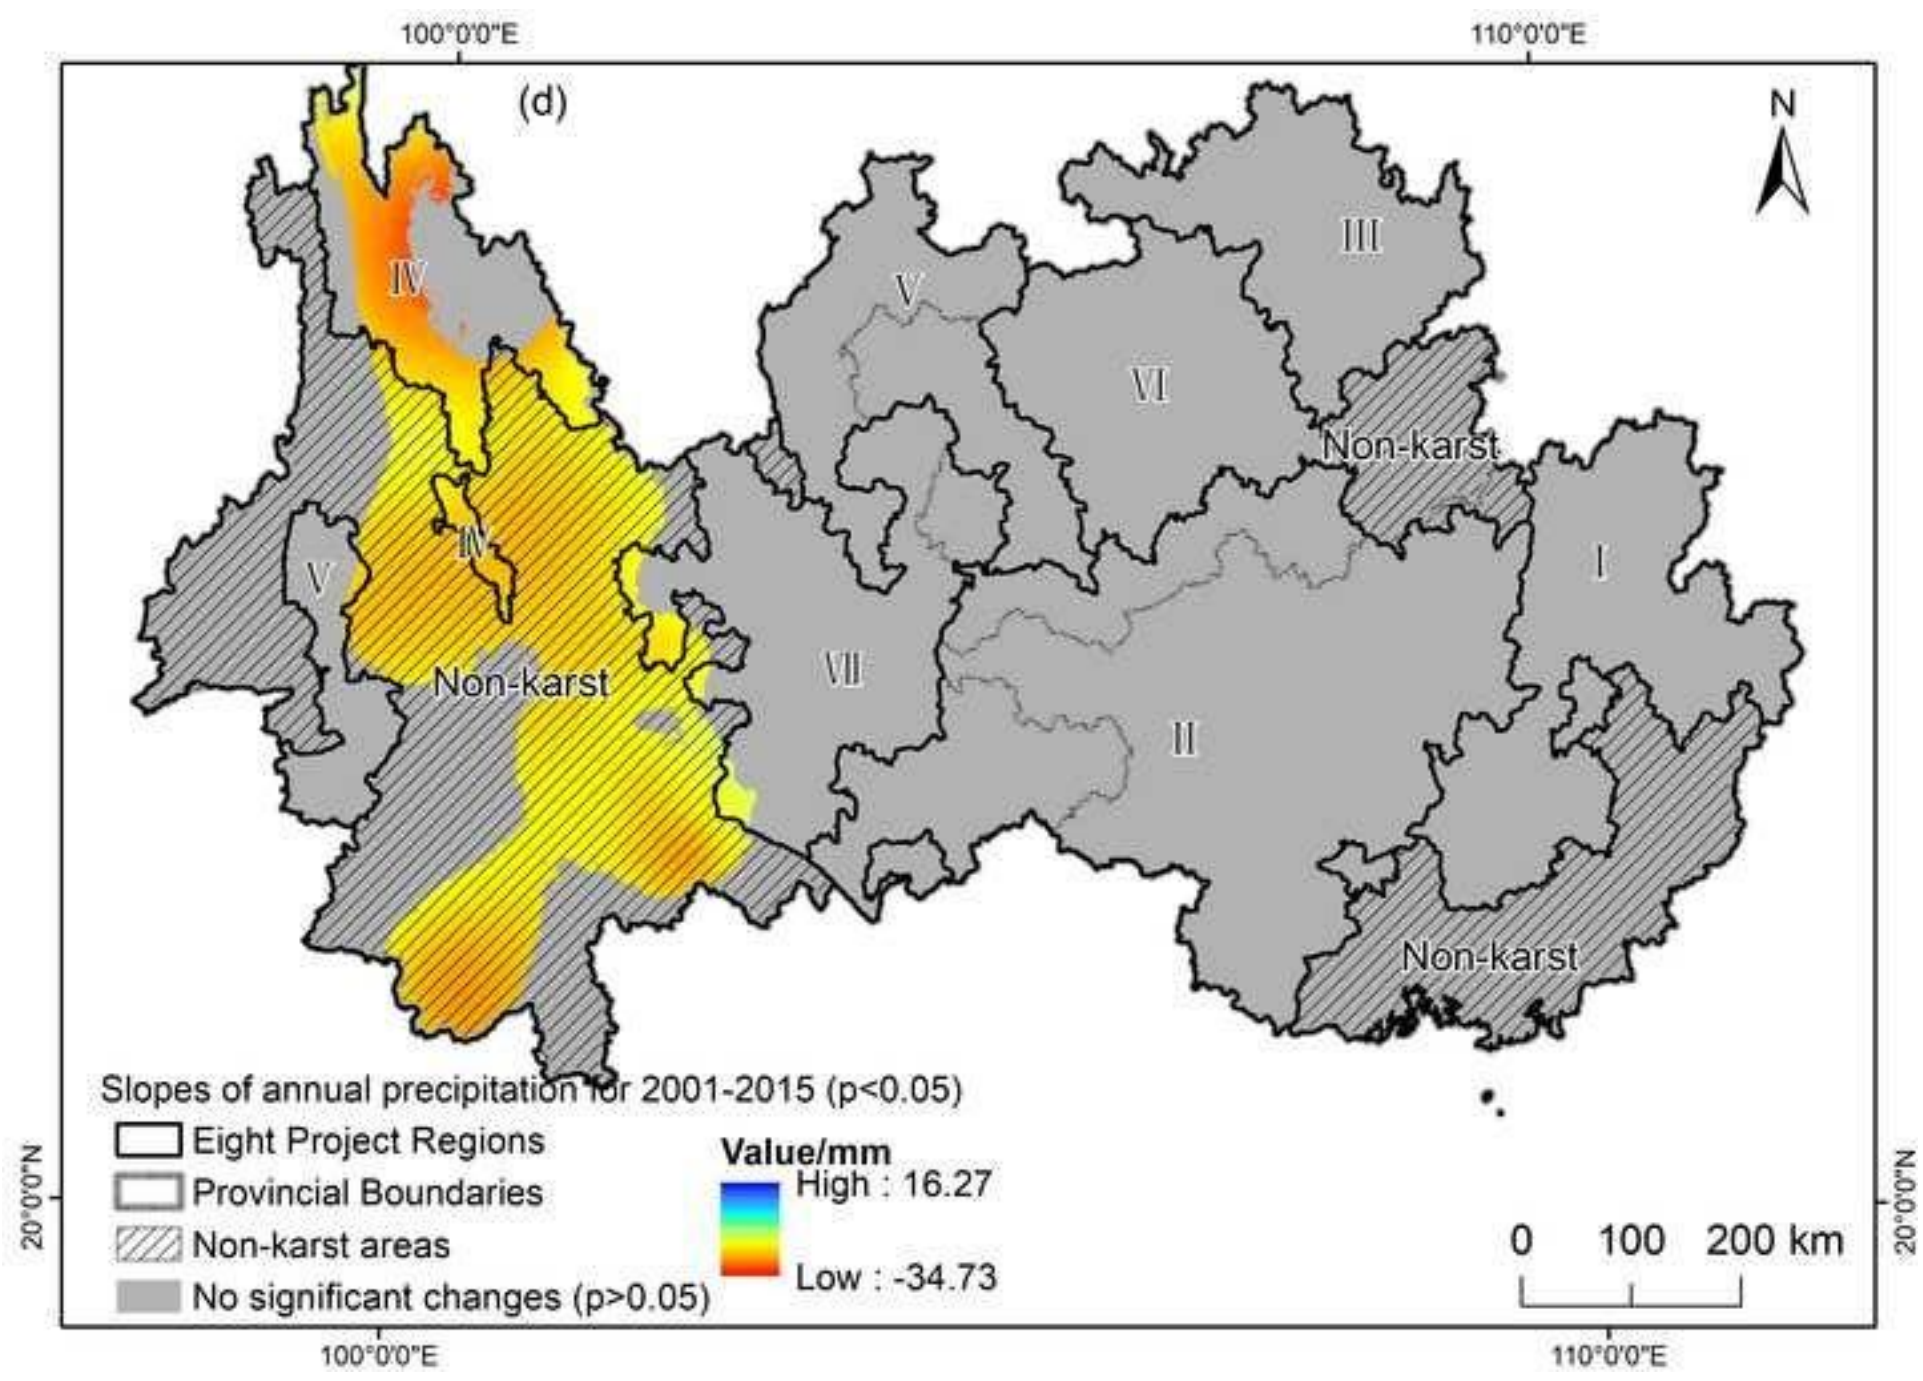 100°0'0"E
110°0'0"E
(d)
N
III
IV
V
VI
Non-karst
IV
V
I
VII
Non-karst
II
Non-karst
Slopes of annual precipitation for 2001-2015 (p<0.05)
Eight Project Regions
Provincial Boundaries
Non-karst areas
No significant changes (p>0.05)
Value/mm
High : 16.27
Low : -34.73
0 100 200 km
20°0'0"N
20°0'0"N
100°0'0"E
110°0'0"E